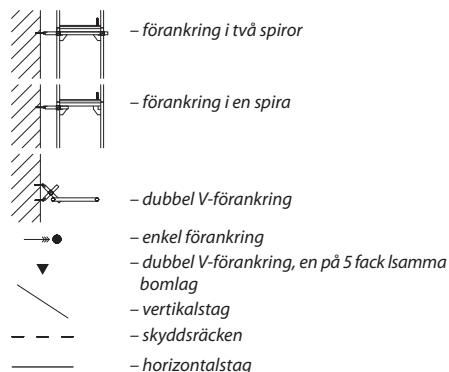 – förankring i två spiror
– förankring i en spira
– dubbel V-förankring
– enkel förankring
– dubbel V-förankring, en på 5 fack Isamma
bomlag
– vertikalstag
– skyddsräcken
– horizontalstag